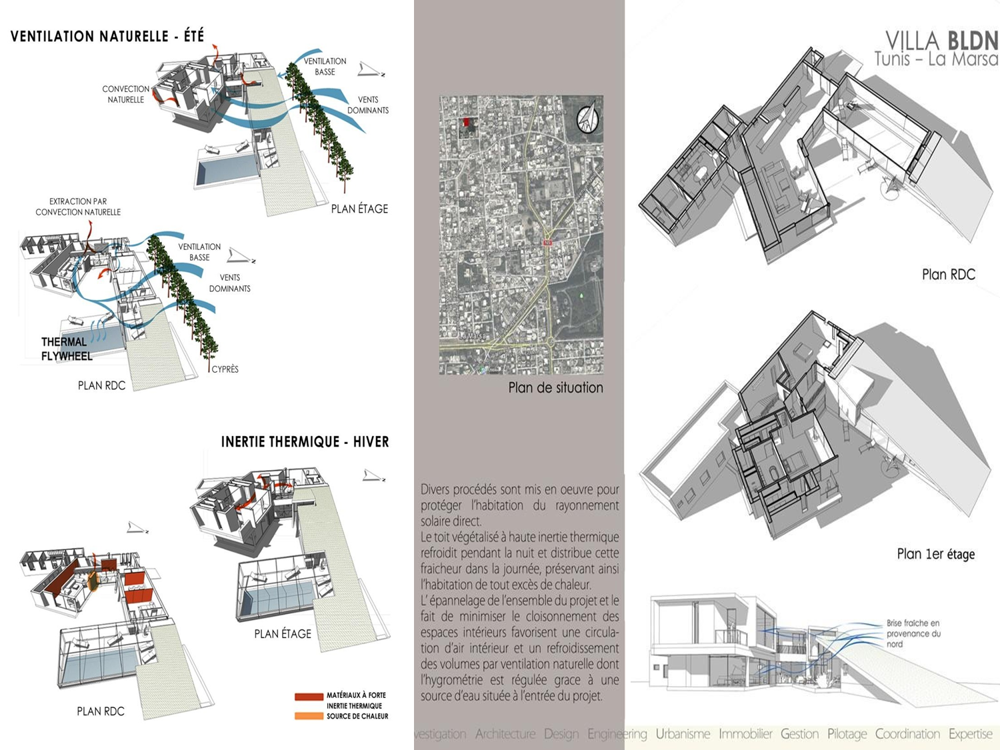 VENTILATION NATURELLE - ÉTÉ
VENTILATION
BASSE
N
CONVECTION
NATURELLE
VENTS
DOMINANTS
PLAN ÉTAGE
EXTRACTION PAR
CONVECTION NATURELLE
VENTILATION
BASSE
N
VENTS
DOMINANTS
THERMAL
FLYWHEEL
CYPRÈS
PLAN RDC
INERTIE THERMIQUE - HIVER
N
PLAN ÉTAGE
N
PLAN RDC
MATÉRIAUX À FORTE
INERTIE THERMIQUE
SOURCE DE CHALEUR
La Marsa
Plan de situation
Divers procédés sont mis en oeuvre pour
protéger l'habitation du rayonnement
solaire direct.
Le toit végétalisé à haute inertie thermique
refroidit pendant la nuit et distribue cette
fraicheur dans la journée, préservant ainsi
l'habitation de tout excès de chaleur.
L' épannelage de l'ensemble du projet et le
fait de minimiser le cloisonnement des
espaces intérieurs favorisent une circula-
tion d'air intérieur et un refroidissement
des volumes par ventilation naturelle dont
l'hygrométrie est régulée grace à une
source d'eau située à l'entrée du projet.
VILLA BLDN
Tunis – La Marsa
Plan RDC
Plan 1er étage
Brise fraîche en
provenance du
nord
vestigation Architecture Design Engineering Urbanisme Immobilier Gestion Pilotage Coordination Expertise